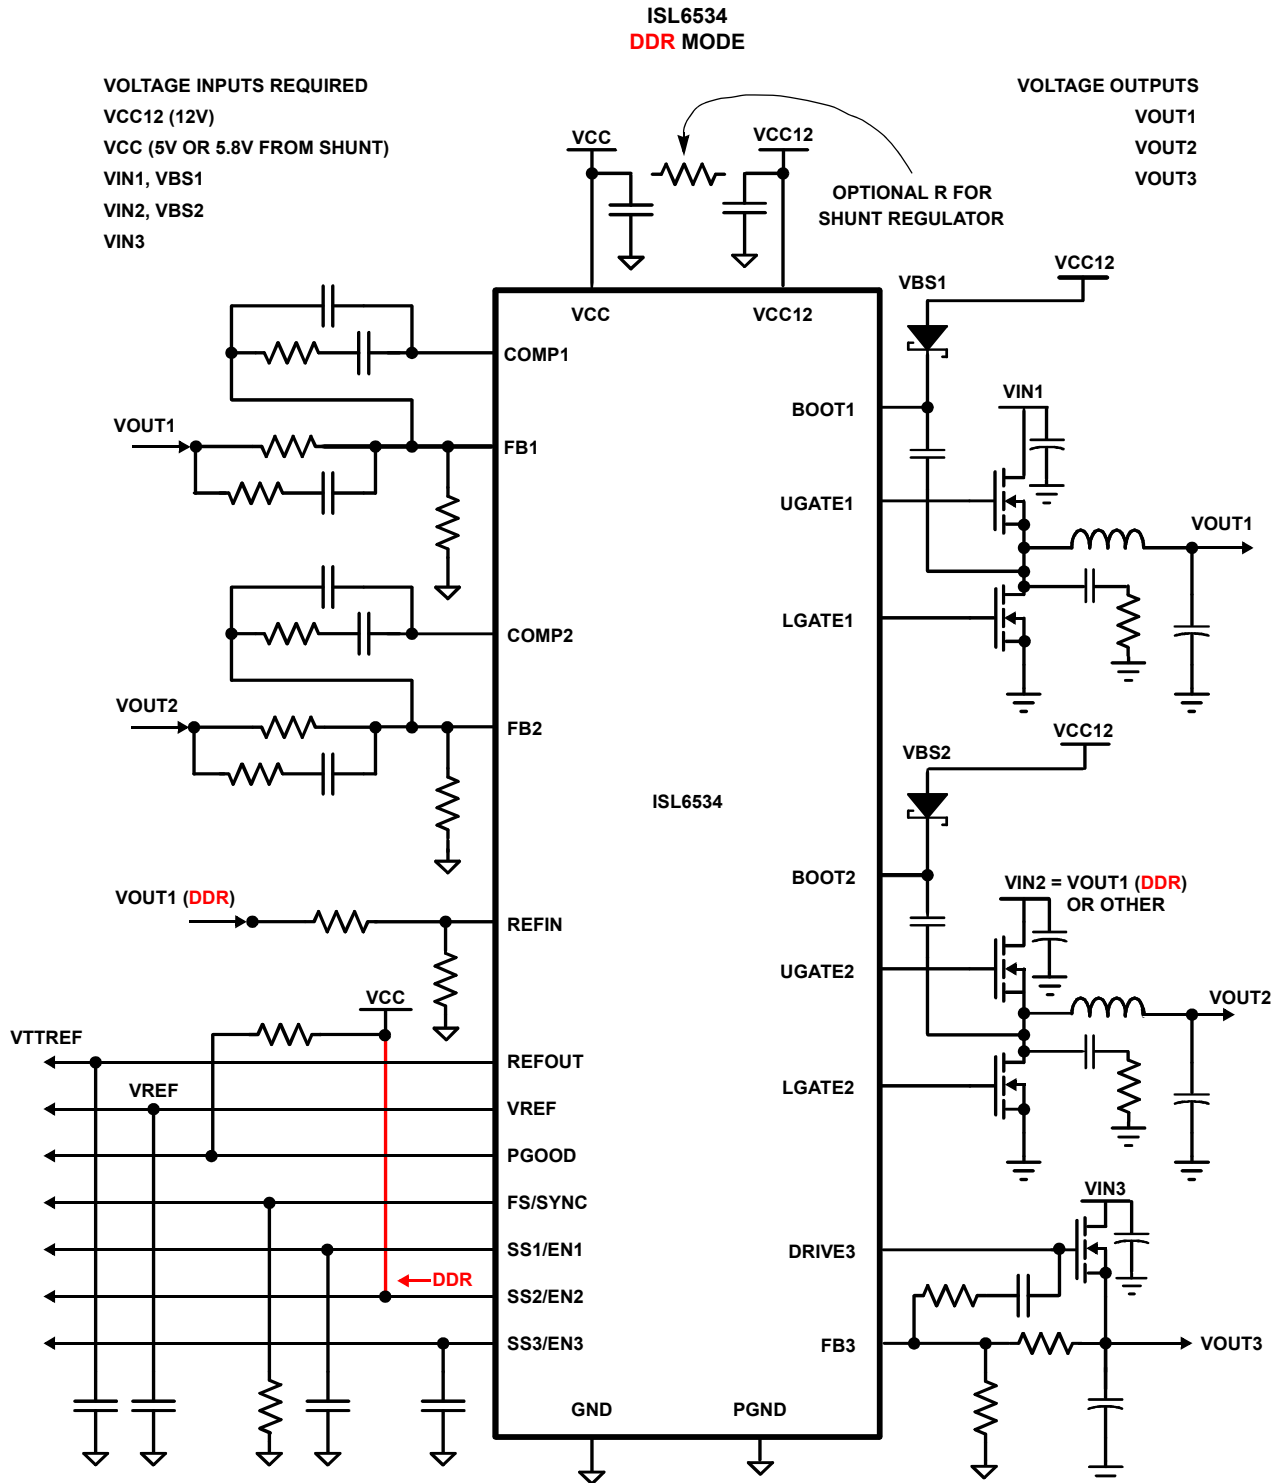 ISL6534
DDR MODE
VOLTAGE INPUTS REQUIRED
VCC12 (12V)
VCC (5V OR 5.8V FROM SHUNT)
VIN1, VBS1
VIN2, VBS2
VIN3
VOLTAGE OUTPUTS
VOUT1
VOUT2
VOUT3
VCC
VCC12
OPTIONAL R FOR
SHUNT REGULATOR
VCC
VCC12
COMP1
VOUT1
FB1
COMP2
VOUT2
FB2
VOUT1 (DDR)
REFIN
VCC
VTTREF
REFOUT
VREF
VREF
PGOOD
FS/SYNC
SS1/EN1
DDR
SS2/EN2
SS3/EN3
GND
PGND
ISL6534
VBS1
VCC12
BOOT1
VIN1
UGATE1
VOUT1
LGATE1
VBS2
VCC12
BOOT2
VIN2 = VOUT1 (DDR)
OR OTHER
UGATE2
VOUT2
LGATE2
VIN3
DRIVE3
FB3
VOUT3